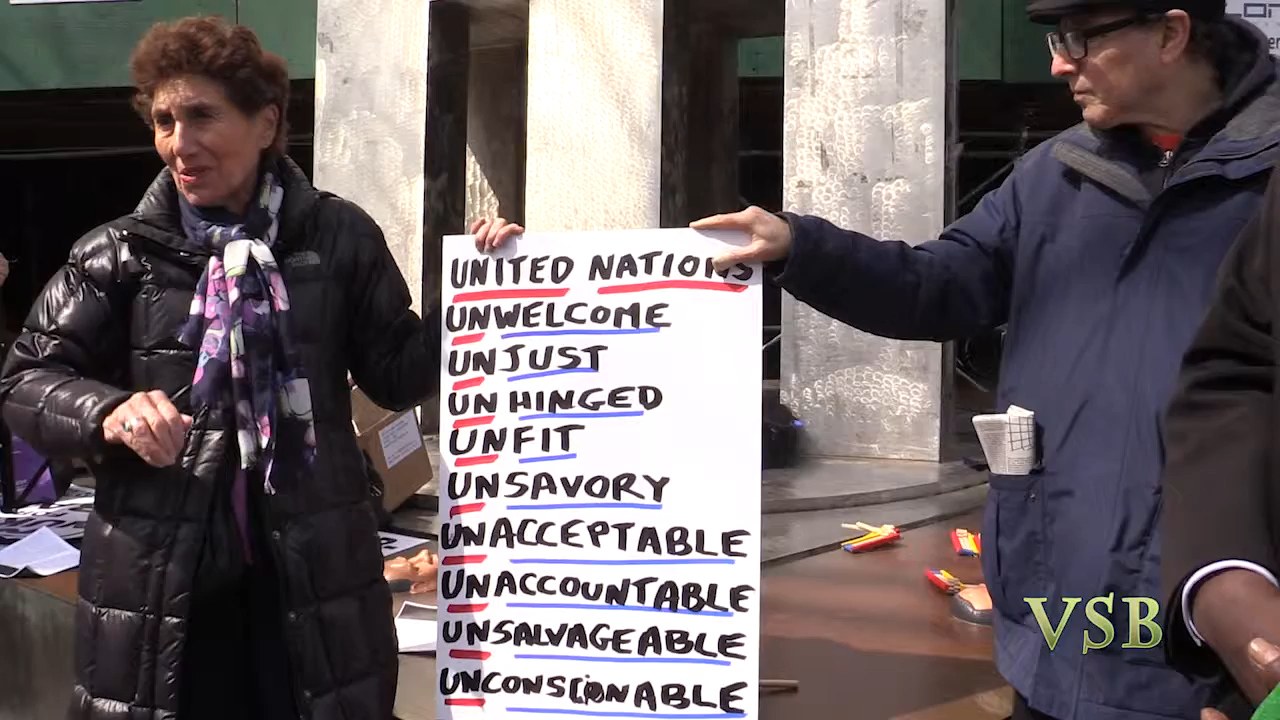 UNITED NATIONS
UNWELCOME
UNJUST
UNHINGED
UNFIT
UNSAVORY
UNACCEPTABLE
UNACCOUNTABLE
UNSALVAGEABLE
UNCONSCIONABLE
VSB